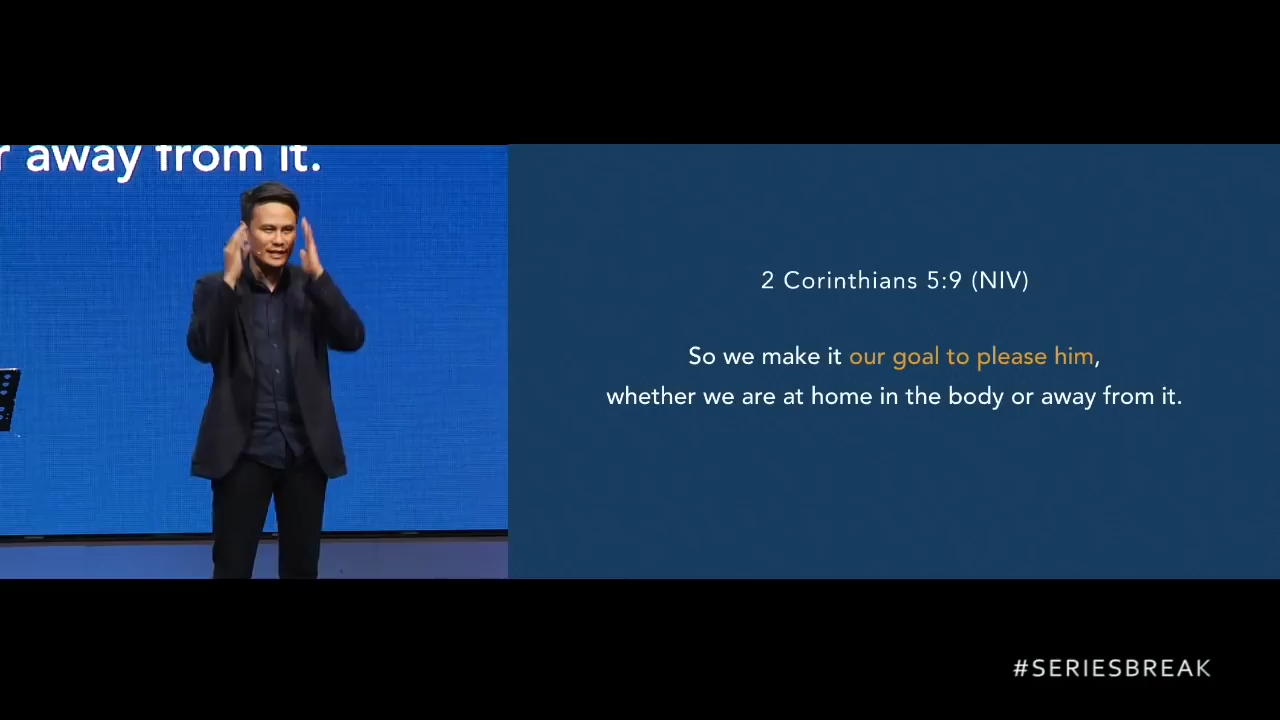 away from it.
2 Corinthians 5:9 (NIV)
So we make it our goal to please him,
whether we are at home in the body or away from it.
#SERIESBREAK